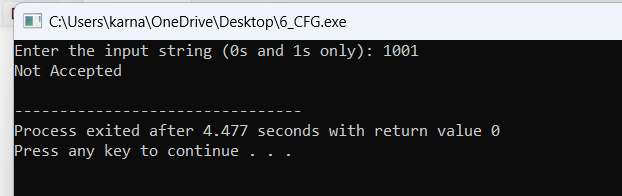 C:\Users\karna\OneDrive\Desktop\6_CFG.exe
Enter the input string (0s and 1s only): 1001
Not Accepted
--------------------------------
Process exited after 4.477 seconds with return value 0
Press any key to continue . . .